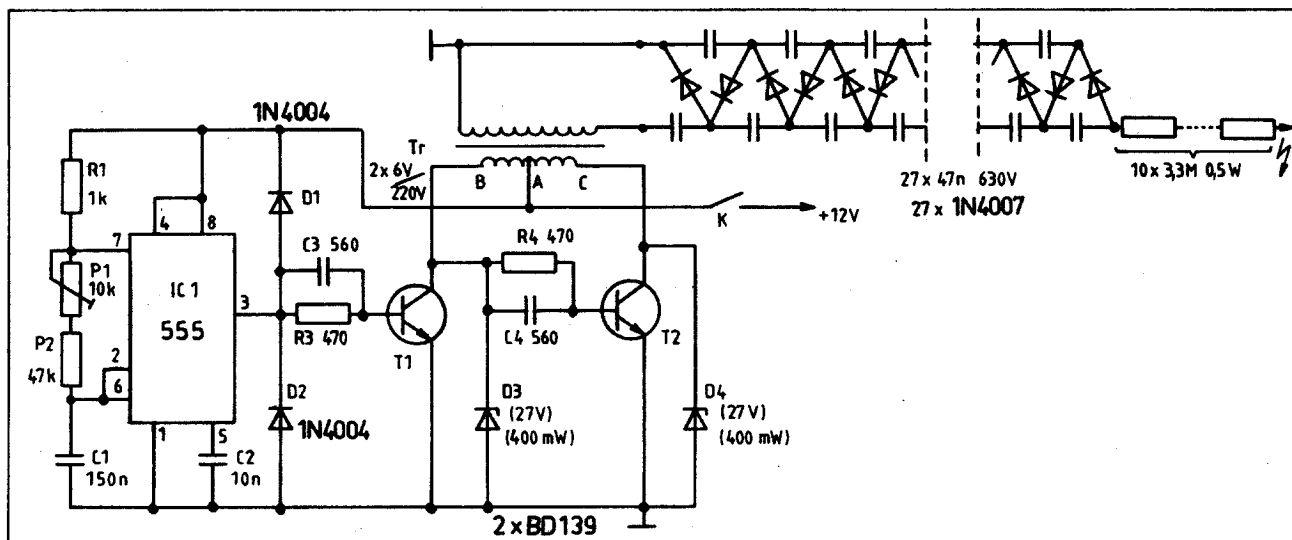 1N4004
R1
1k
4
8
7
P1
10k
IC 1
555
3
P2
47k
2
6
1
5
C1
150n
C2
10n
D1
C3 560
R3 470
D2
1N4004
T1
Tr
2 x 6V
220V
B
A
C
K
+12V
R4 470
C4 560
T2
D3
(27V)
(400 mW)
D4
(27V)
(400 mW)
2 x BD139
27 x 47n 630V
27 x 1N4007
10 x 3,3M 0,5W